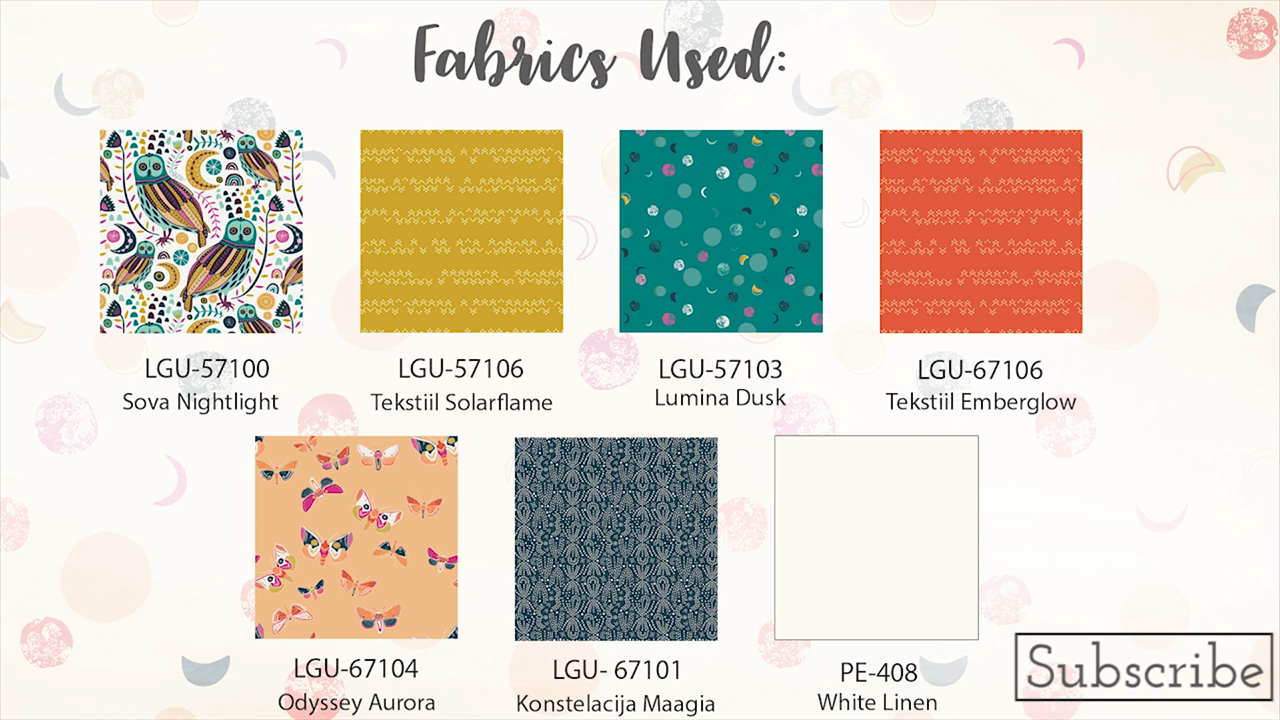 Fabrics Used:
LGU-57100
Sova Nightlight
LGU-57106
Tekstiil Solarflame
LGU-57103
Lumina Dusk
LGU-67106
Tekstiil Emberglow
LGU-67104
Odyssey Aurora
LGU- 67101
Konstelacija Maagia
PE-408
White Linen
Subscribe